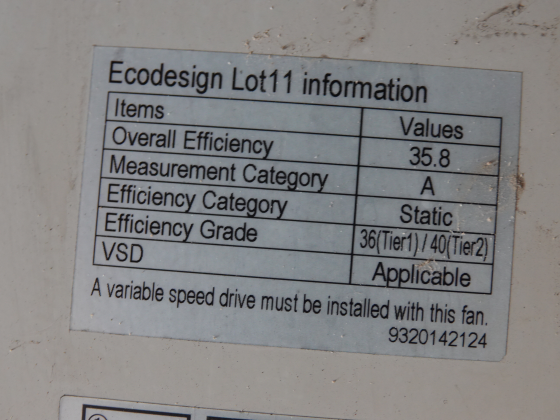 Ecodesign Lot11 information
Items Values
Overall Efficiency 35.8
Measurement Category A
Efficiency Category Static
Efficiency Grade 36(Tier1) / 40(Tier2)
VSD Applicable
A variable speed drive must be installed with this fan.
9320142124